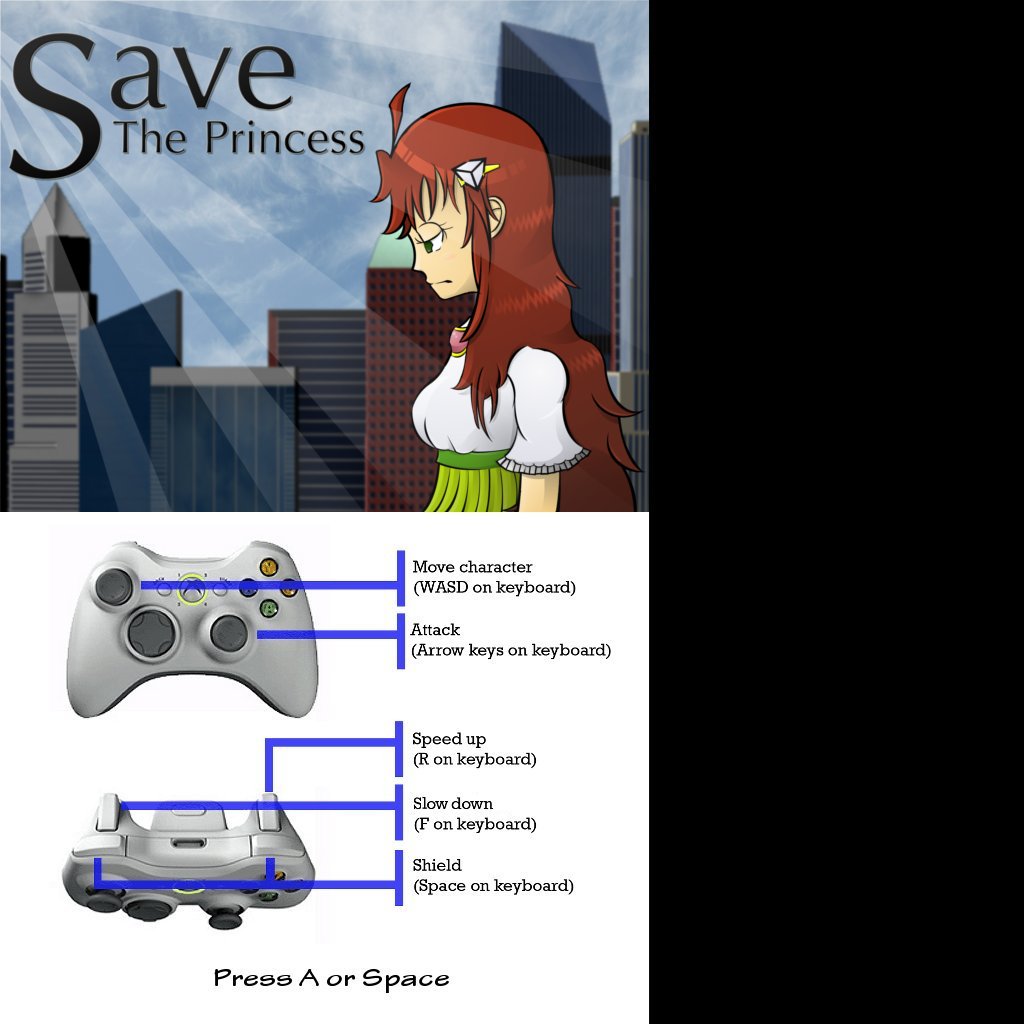 Save
The Princess
Move character
(WASD on keyboard)
Attack
(Arrow keys on keyboard)
Speed up
(R on keyboard)
Slow down
(F on keyboard)
Shield
(Space on keyboard)
Press A or Space